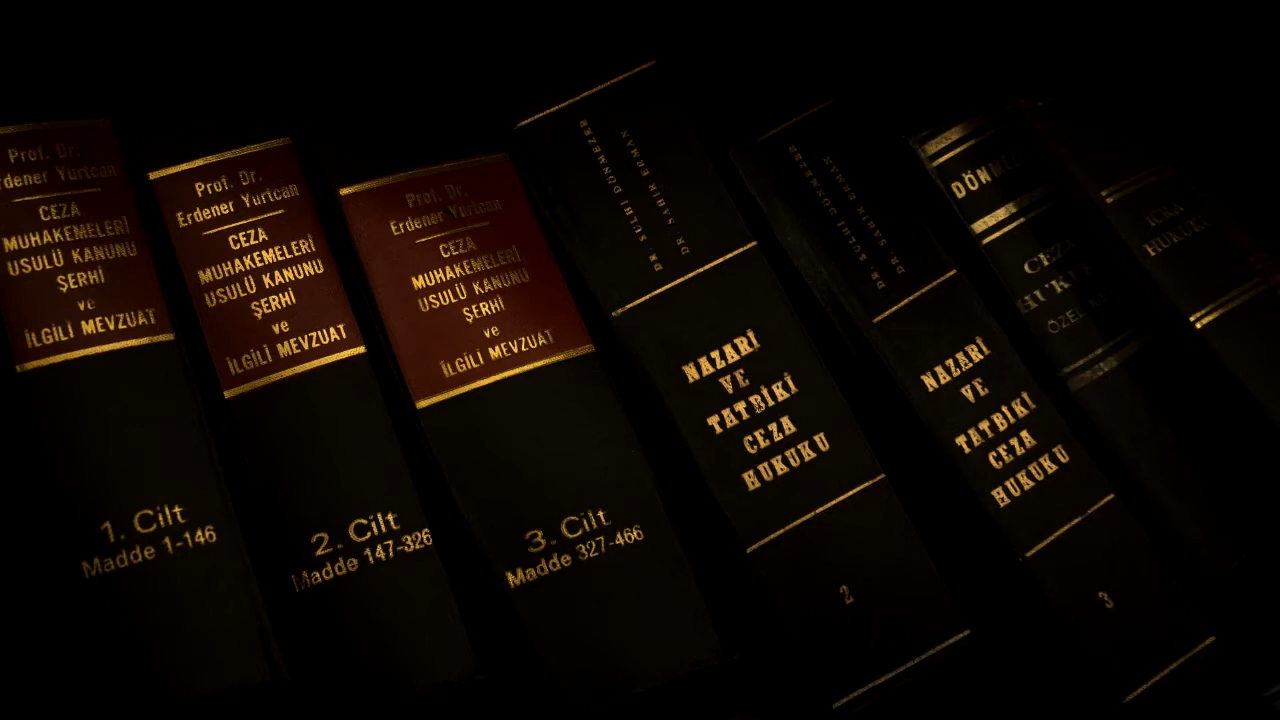 Prof. Dr.
Erdener Yurtcan
CEZA
MUHAKEMELERİ
USULÜ KANUNU
ŞERHİ
ve
İLGİLİ MEVZUAT
1. Cilt
Madde 1-146
Prof. Dr.
Erdener Yurtcan
CEZA
MUHAKEMELERİ
USULÜ KANUNU
ŞERHİ
ve
İLGİLİ MEVZUAT
2. Cilt
Madde 147-326
Prof. Dr.
Erdener Yurtcan
CEZA
MUHAKEMELERİ
USULÜ KANUNU
ŞERHİ
ve
İLGİLİ MEVZUAT
3. Cilt
Madde 327-466
DR. SULHİ DÖNMEZER
DR. SAHİR ERMAN
NAZARİ
VE
TATBİKİ
CEZA
HUKUKU
2
DR. SULHİ DÖNMEZER
DR. SAHİR ERMAN
NAZARİ
VE
TATBİKİ
CEZA
HUKUKU
3
CEZA
HUKUKU
ÖZEL
İCRA
HUKUKU